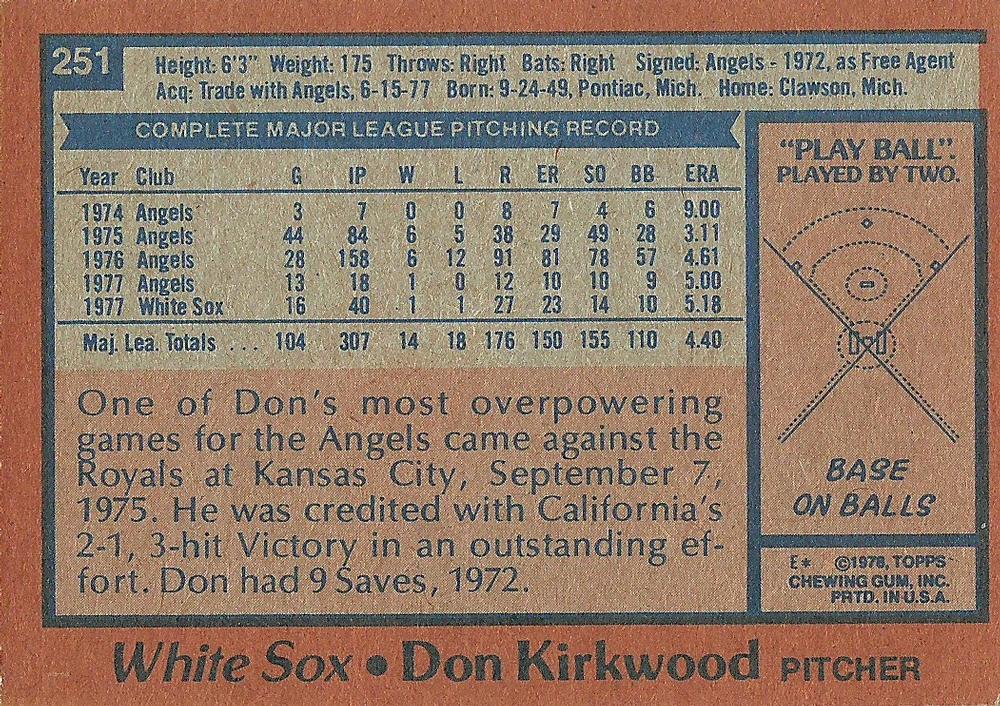 251
Height: 6'3" Weight: 175 Throws: Right Bats: Right Signed: Angels - 1972, as Free Agent
Acq: Trade with Angels, 6-15-77 Born: 9-24-49, Pontiac, Mich. Home: Clawson, Mich.
COMPLETE MAJOR LEAGUE PITCHING RECORD
Year Club G IP W L R ER SO BB ERA
1974 Angels 3 7 0 0 8 7 4 6 9.00
1975 Angels 44 84 6 5 38 29 49 28 3.11
1976 Angels 28 158 6 12 91 81 78 57 4.61
1977 Angels 13 18 1 0 12 10 10 9 5.00
1977 White Sox 16 40 1 1 27 23 14 10 5.18
Maj. Lea. Totals ... 104 307 14 18 176 150 155 110 4.40
One of Don's most overpowering
games for the Angels came against the
Royals at Kansas City, September 7,
1975. He was credited with California's
2-1, 3-hit Victory in an outstanding ef-
fort. Don had 9 Saves, 1972.
"PLAY BALL".
PLAYED BY TWO.
BASE
ON BALLS
E* ©1978, TOPPS
CHEWING GUM, INC.
PRTD. IN U.S.A.
White Sox • Don Kirkwood PITCHER